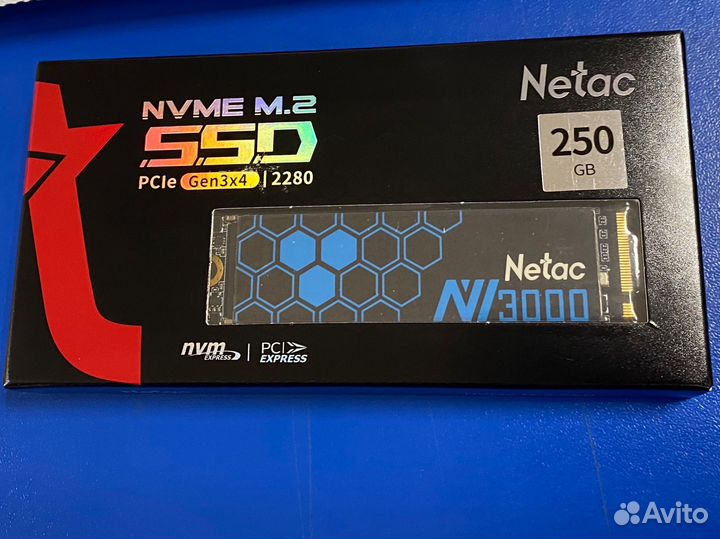 Netac
NVME M.2
SSD
PCIe Gen3x4 | 2280
250
GB
Netac
NV3000
nvm
EXPRESS
PCI
EXPRESS
Avito